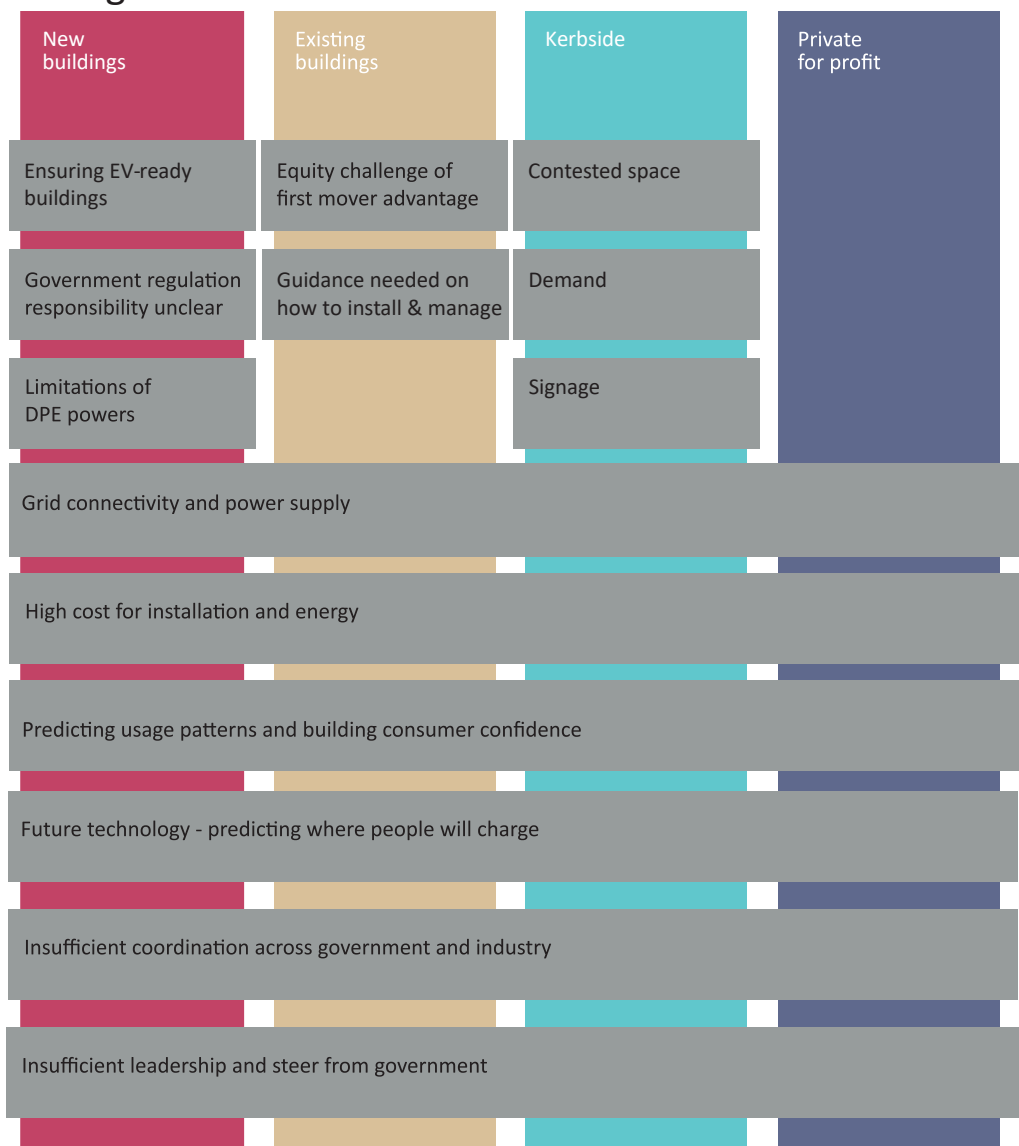 New
buildings
Existing
buildings
Kerbside
Private
for profit
Ensuring EV-ready
buildings
Equity challenge of
first mover advantage
Contested space
Government regulation
responsibility unclear
Guidance needed on
how to install & manage
Demand
Limitations of
DPE powers
Signage
Grid connectivity and power supply
High cost for installation and energy
Predicting usage patterns and building consumer confidence
Future technology - predicting where people will charge
Insufficient coordination across government and industry
Insufficient leadership and steer from government